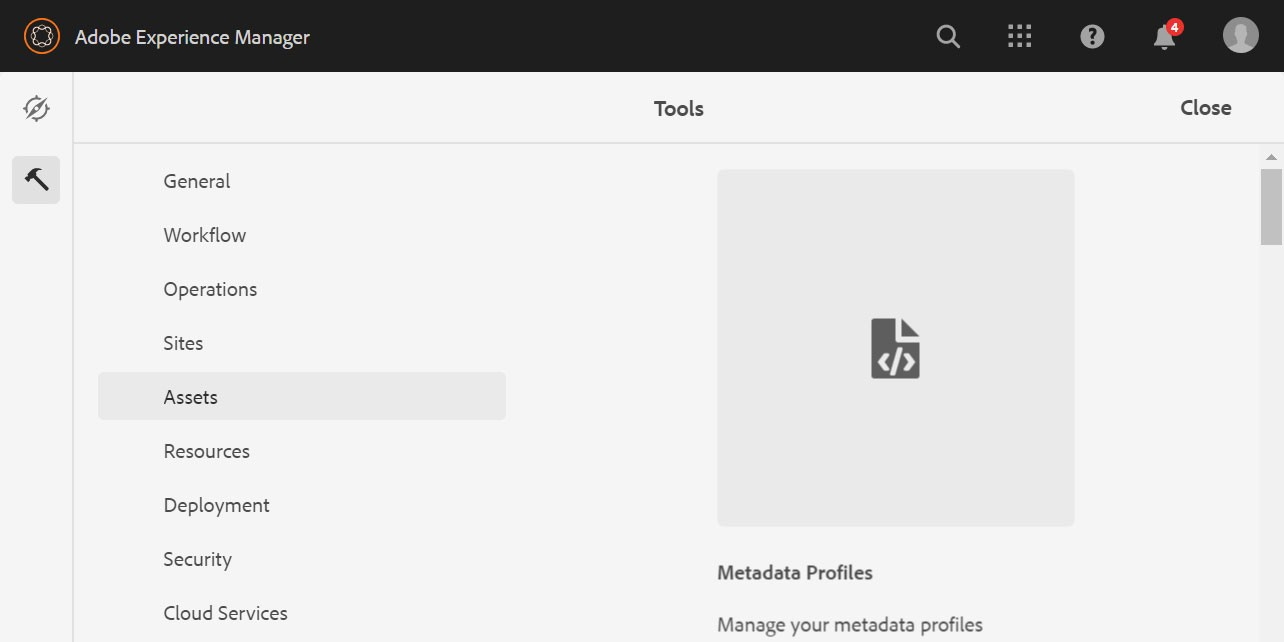 Adobe Experience Manager
4
Tools
Close
General
Workflow
Operations
Sites
Assets
Resources
Deployment
Security
Cloud Services
Metadata Profiles
Manage your metadata profiles